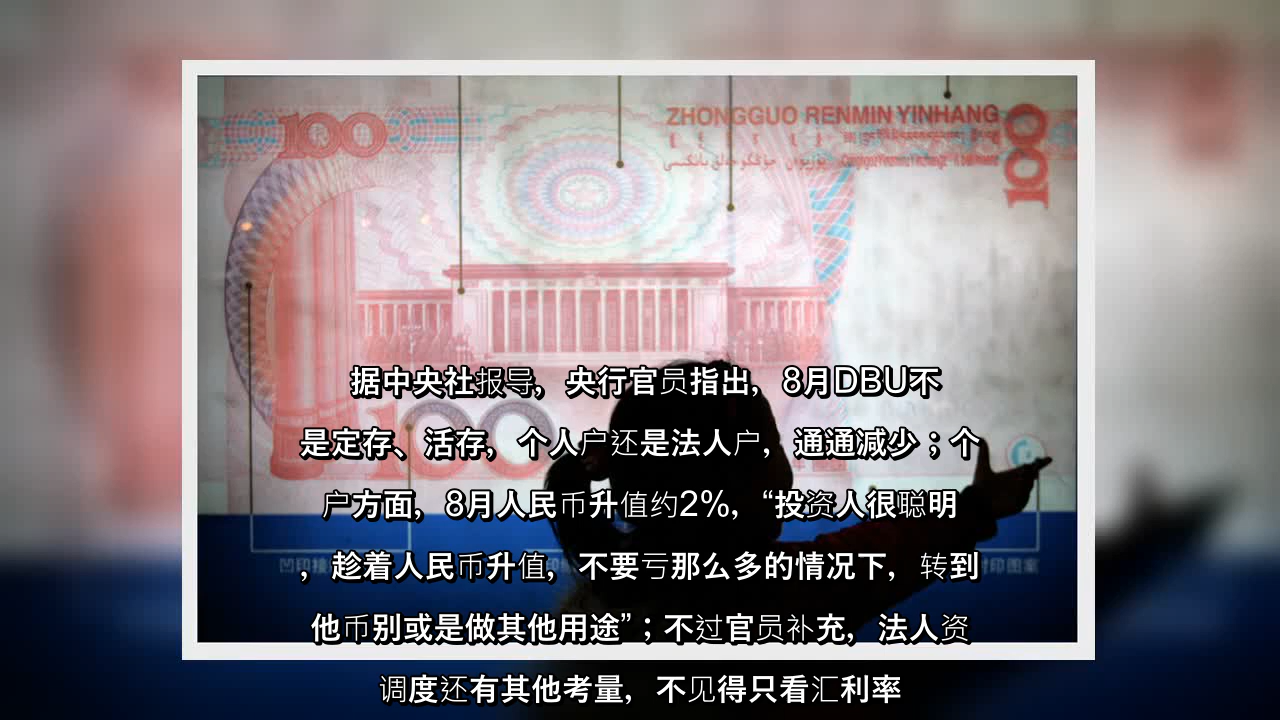 100
ZHONGGUO RENMIN YINHANG
100
100
据中央社报导，央行官员指出，8月DBU不
是定存、活存，个人户还是法人户，通通减少；个
户方面，8月人民币升值约2%，“投资人很聪明
，趁着人民币升值，不要亏那么多的情况下，转到
他币别或是做其他用途”；不过官员补充，法人资
调度还有其他考量，不见得只看汇利率